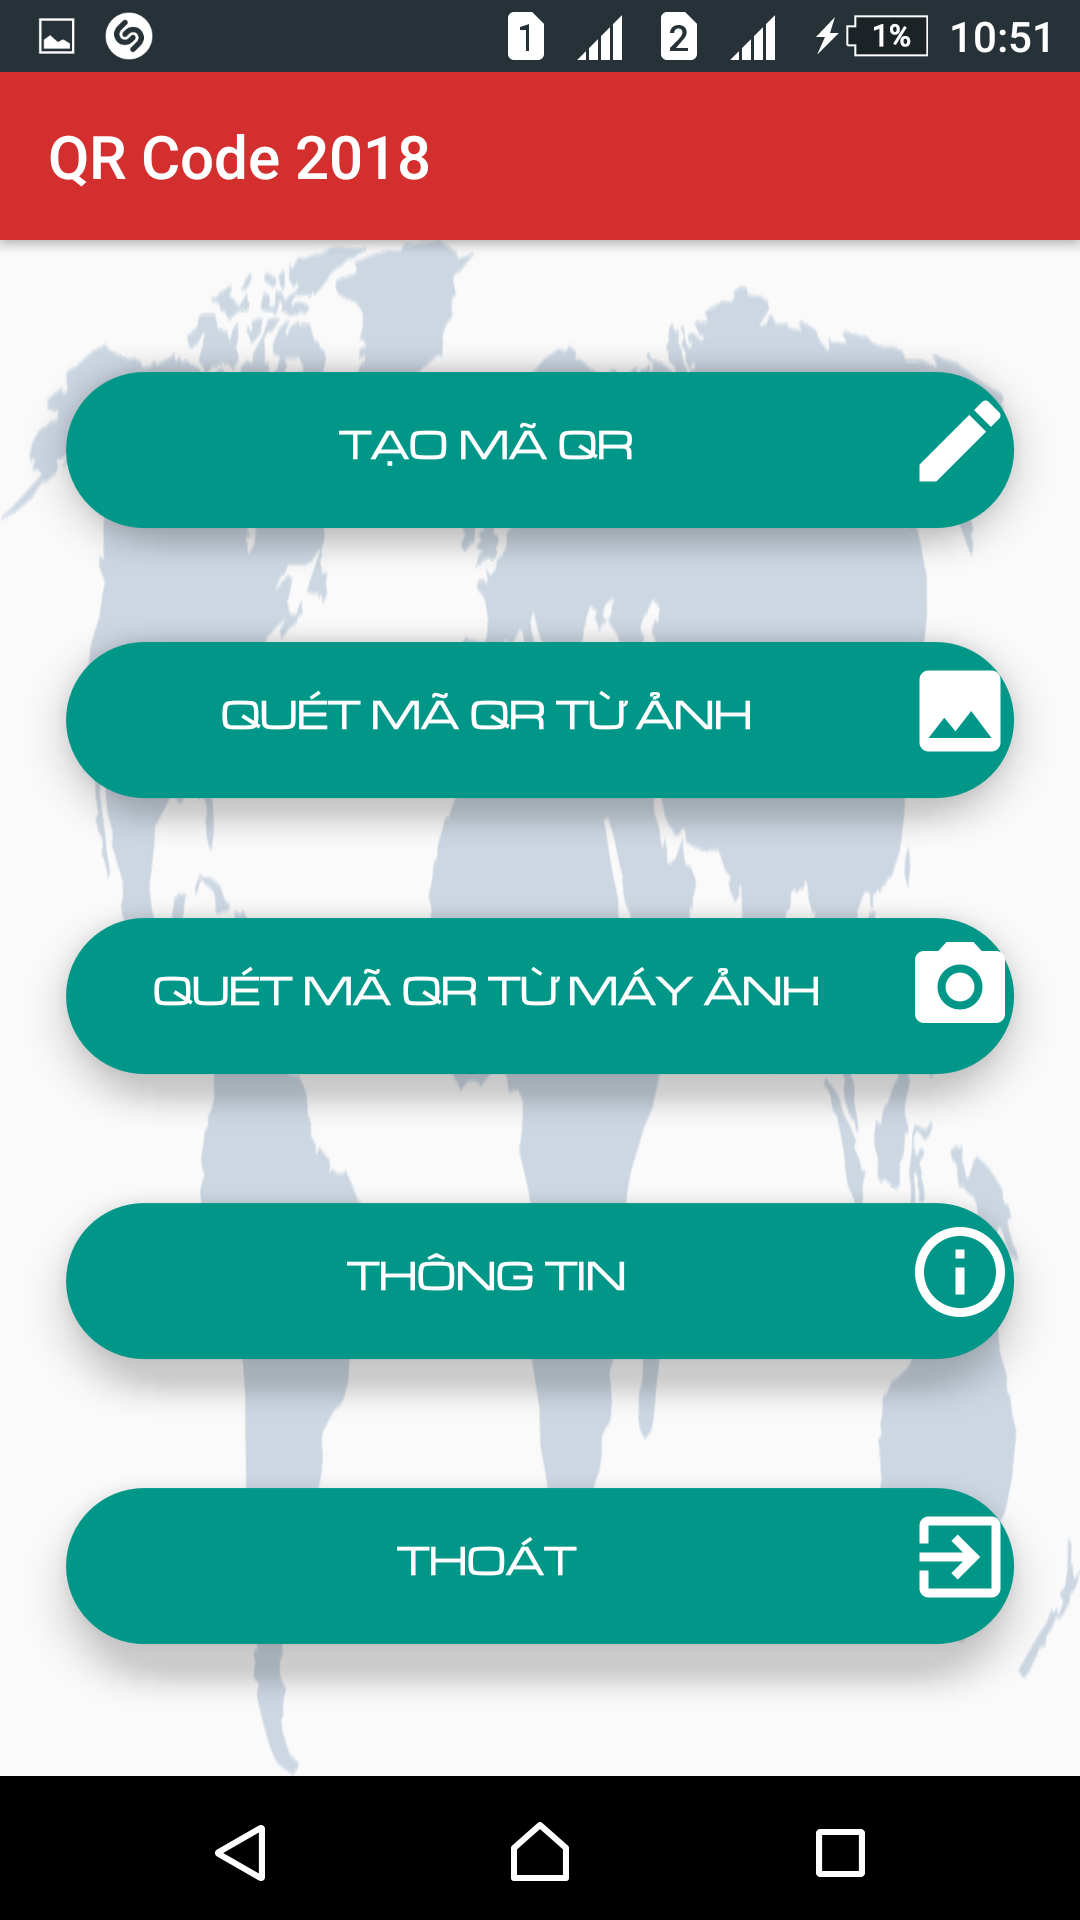 1 2 1% 10:51
QR Code 2018
TẠO MÃ QR
QUÉT MÃ QR TỪ ẢNH
QUÉT MÃ QR TỪ MÁY ẢNH
THÔNG TIN
THOÁT